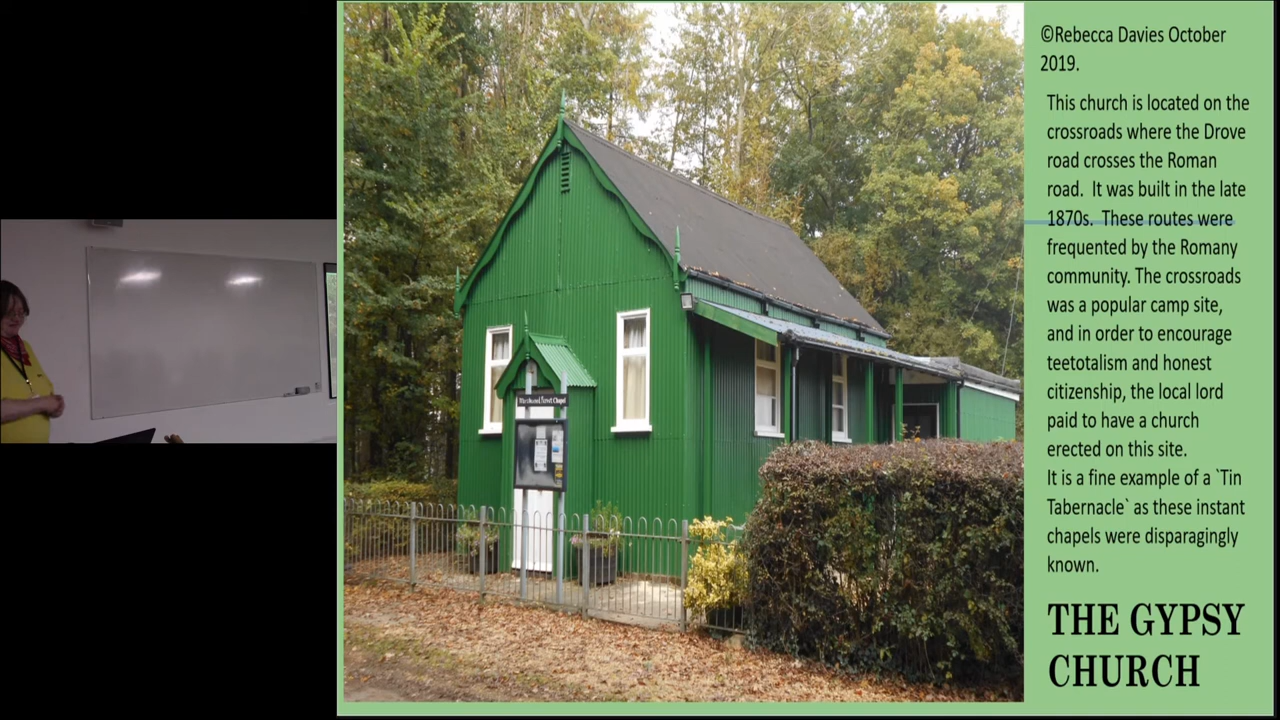 ©Rebecca Davies October
2019.
This church is located on the
crossroads where the Drove
road crosses the Roman
road.  It was built in the late
1870s.  These routes were
frequented by the Romany
community. The crossroads
was a popular camp site,
and in order to encourage
teetotalism and honest
citizenship, the local lord
paid to have a church
erected on this site.
It is a fine example of a `Tin
Tabernacle` as these instant
chapels were disparagingly
known.
THE GYPSY
CHURCH
Street Chapel